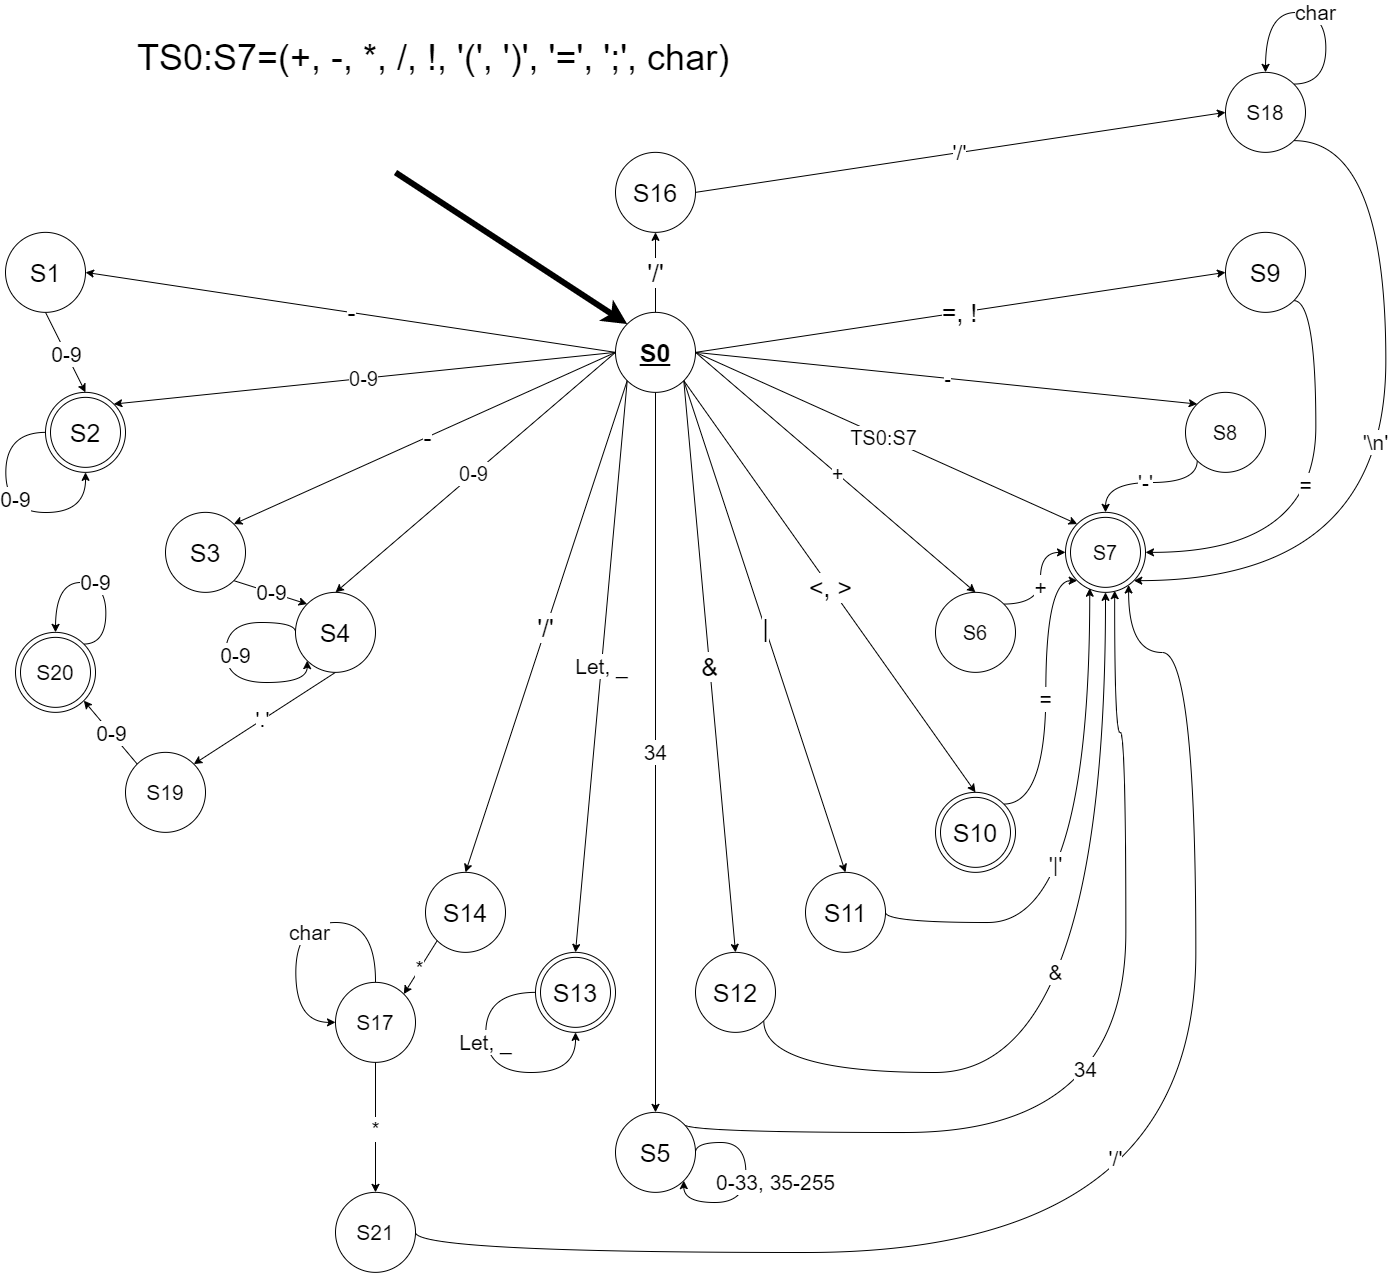 char
TS0:S7=(+, -, *, /, !, '(', ')', '=', ';', char)
S18
'/'
S16
'/'
S1
S9
=, !
-
S0
0-9
0-9
-
S2
-
S8
TS0:S7
'\n'
0-9
+
'-'
=
0-9
S3
S7
0-9
0-9
<, >
+
S4
'/'
|
S6
0-9
Let, _
&
S20
=
'.'
0-9
34
S19
S10
'|'
S14
S11
char
*
&
S13
S12
S17
Let, _
34
*
S5
'/'
0-33, 35-255
S21